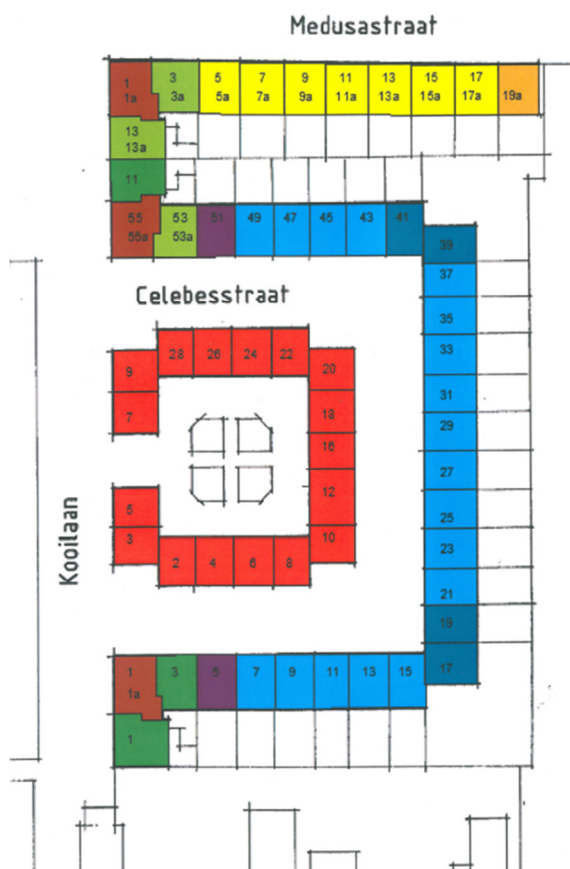 Medusastraat
1 3 5 7 9 11 13 15 17
1a 3a 5a 7a 9a 11a 13a 15a 17a 19a
13
13a
11
55 53 51 49 47 45 43 41
55a 53a
39
37
Celebesstraat
35
28 26 24 22
33
9
20
7
31
18
29
16
27
12
5
25
3
10
23
2 4 6 8
21
Kooilaan
19
1 3 5 7 9 11 13 15
17
1a
1